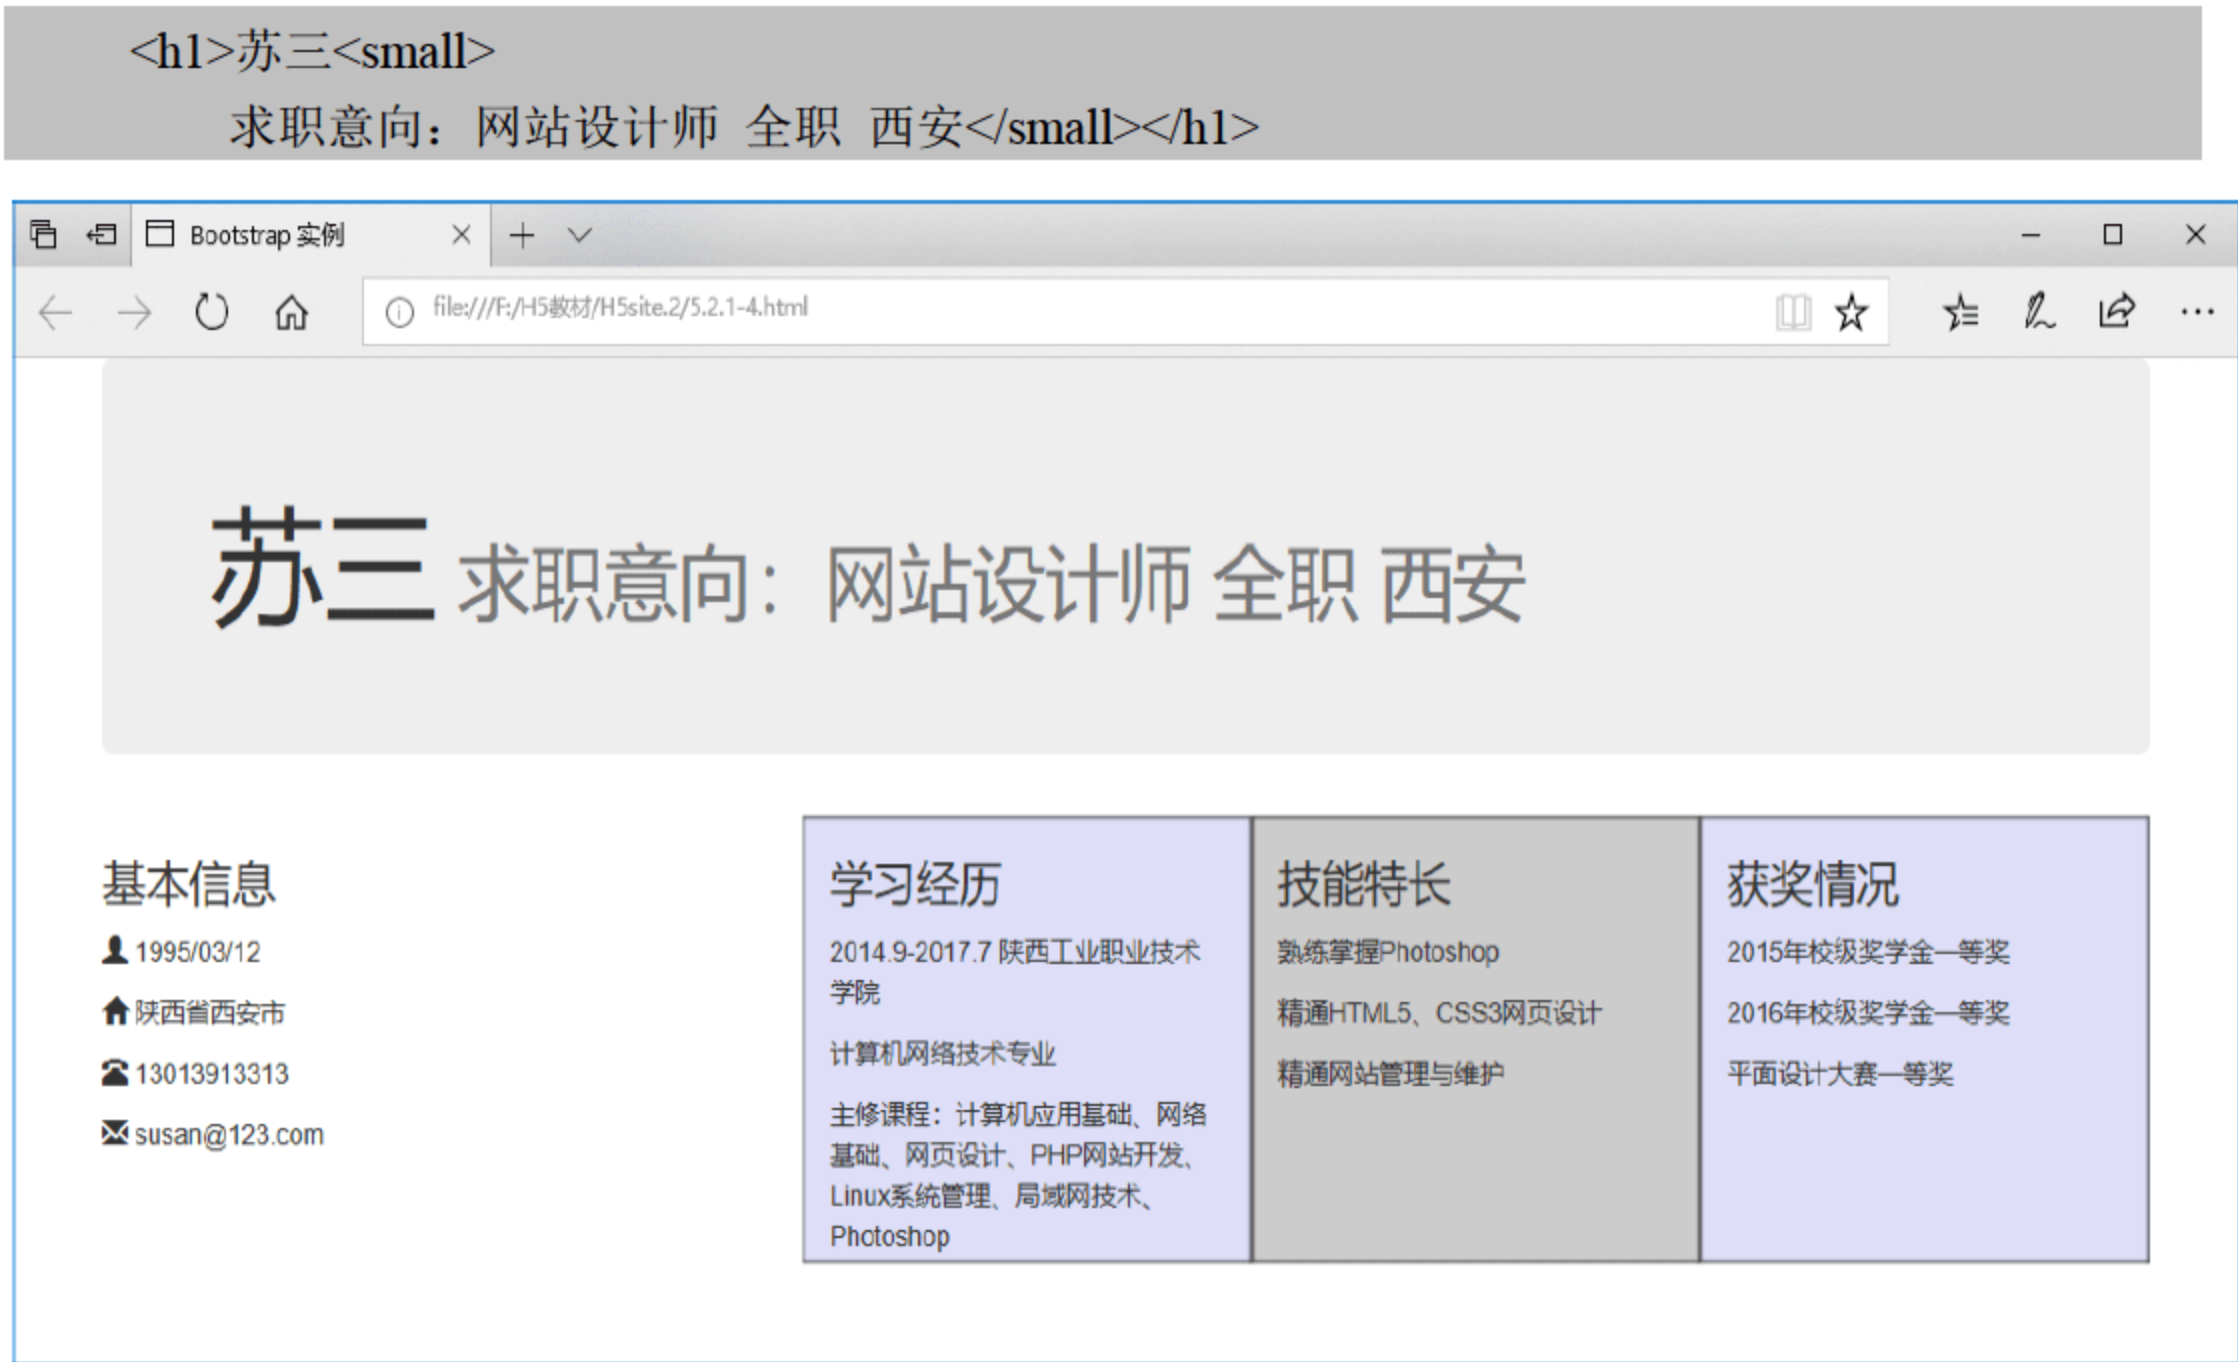 <h1>苏三<small>
求职意向：网站设计师 全职 西安</small></h1>
Bootstrap 实例
file:///F:/H5教材/H5site.2/5.2.1-4.html
苏三 求职意向：网站设计师 全职 西安
基本信息
1995/03/12
陕西省西安市
13013913313
susan@123.com
学习经历
2014.9-2017.7 陕西工业职业技术
学院
计算机网络技术专业
主修课程：计算机应用基础、网络
基础、网页设计、PHP网站开发、
Linux系统管理、局域网技术、
Photoshop
技能特长
熟练掌握Photoshop
精通HTML5、CSS3网页设计
精通网站管理与维护
获奖情况
2015年校级奖学金一等奖
2016年校级奖学金一等奖
平面设计大赛一等奖